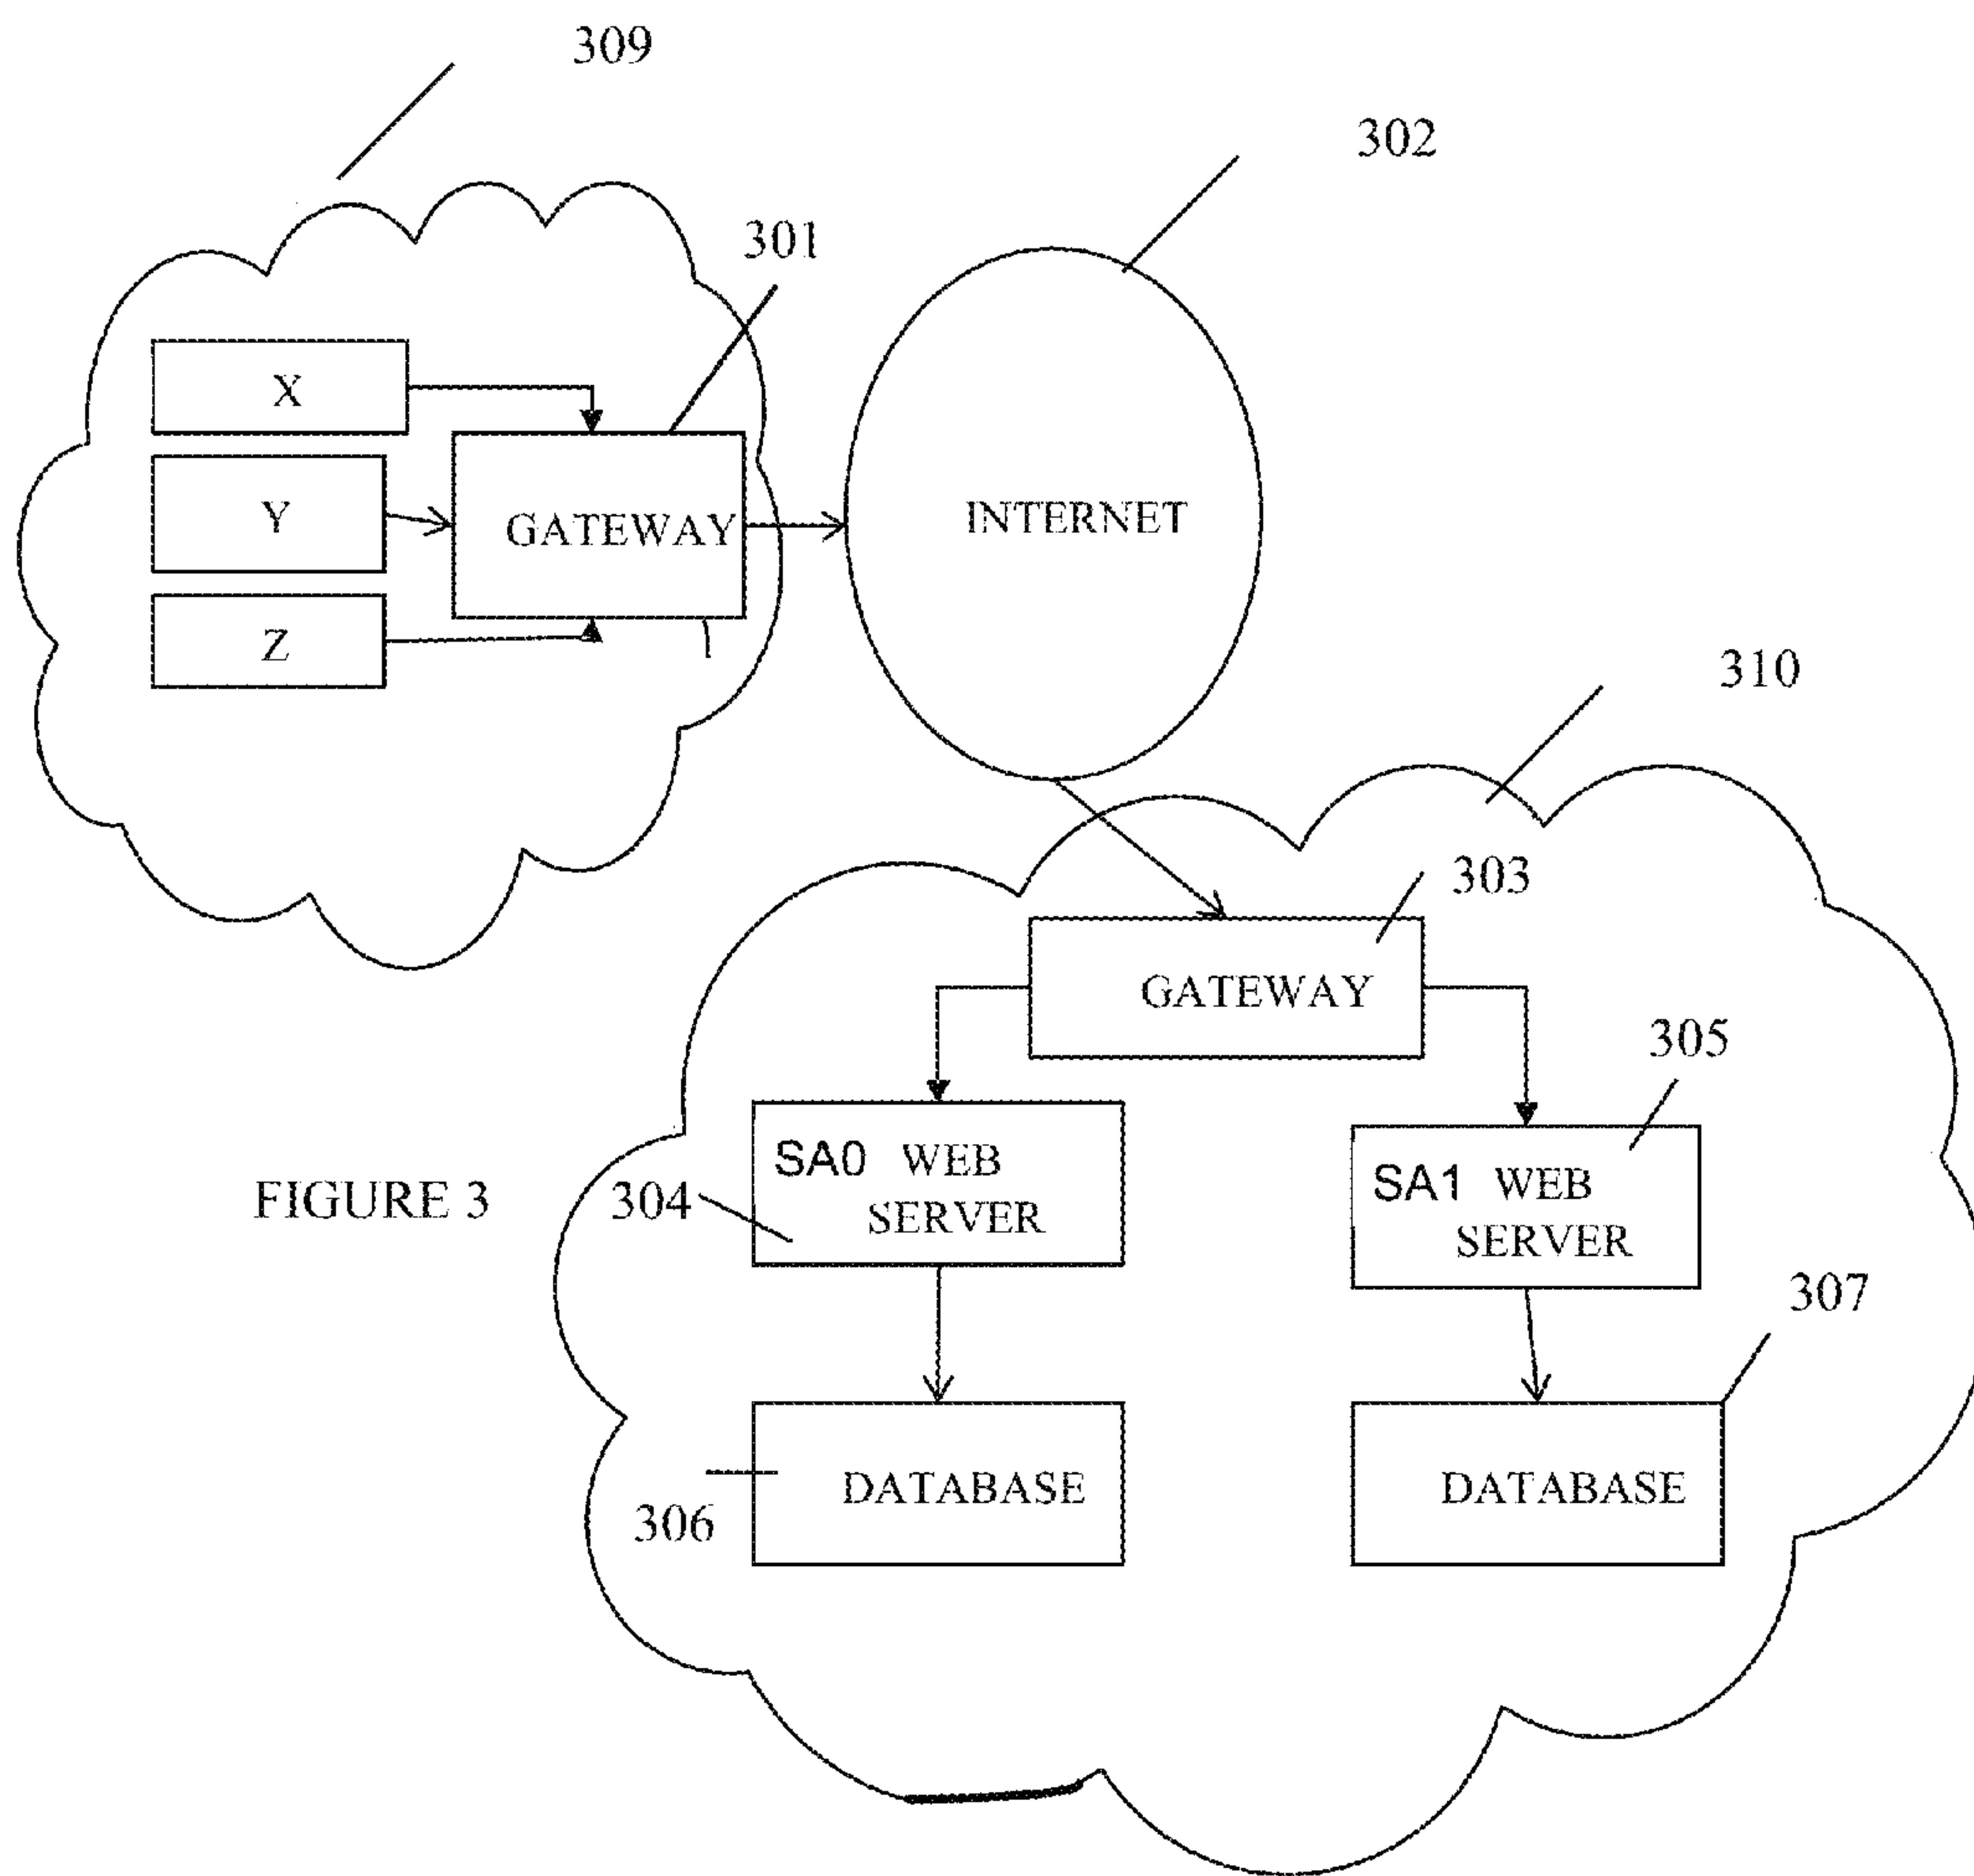 309
302
301
X
Y
GATEWAY
INTERNET
Z
310
303
GATEWAY
305
SA0 WEB
SERVER
SA1 WEB
SERVER
FIGURE 3
304
307
306
DATABASE
DATABASE